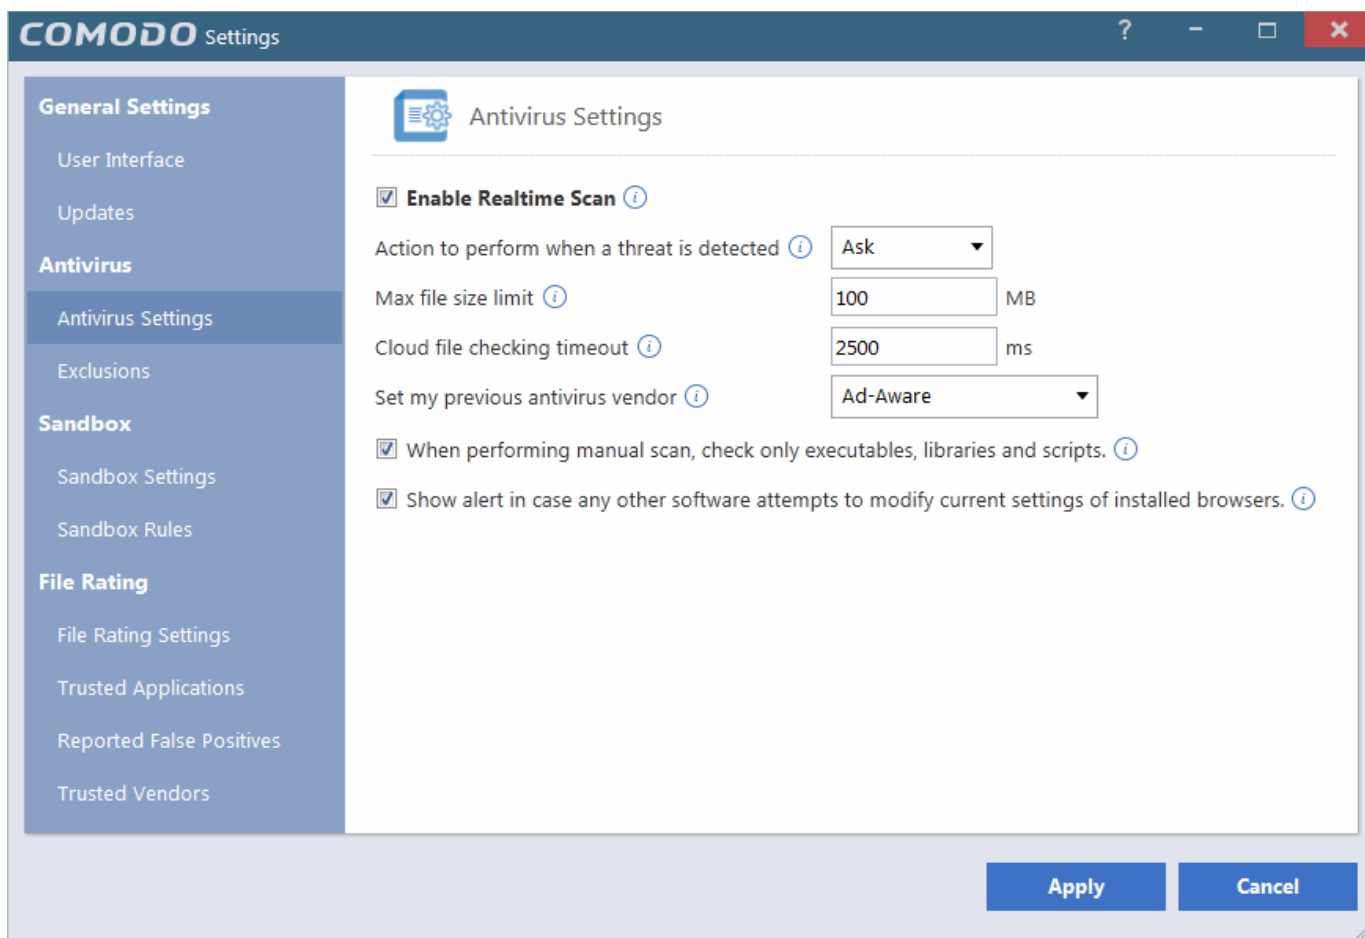 COMODO Settings
?
General Settings
User Interface
Updates
Antivirus
Antivirus Settings
Exclusions
Sandbox
Sandbox Settings
Sandbox Rules
File Rating
File Rating Settings
Trusted Applications
Reported False Positives
Trusted Vendors
Antivirus Settings
Enable Realtime Scan i
Action to perform when a threat is detected i Ask
Max file size limit i 100 MB
Cloud file checking timeout i 2500 ms
Set my previous antivirus vendor i Ad-Aware
When performing manual scan, check only executables, libraries and scripts. i
Show alert in case any other software attempts to modify current settings of installed browsers. i
Apply Cancel